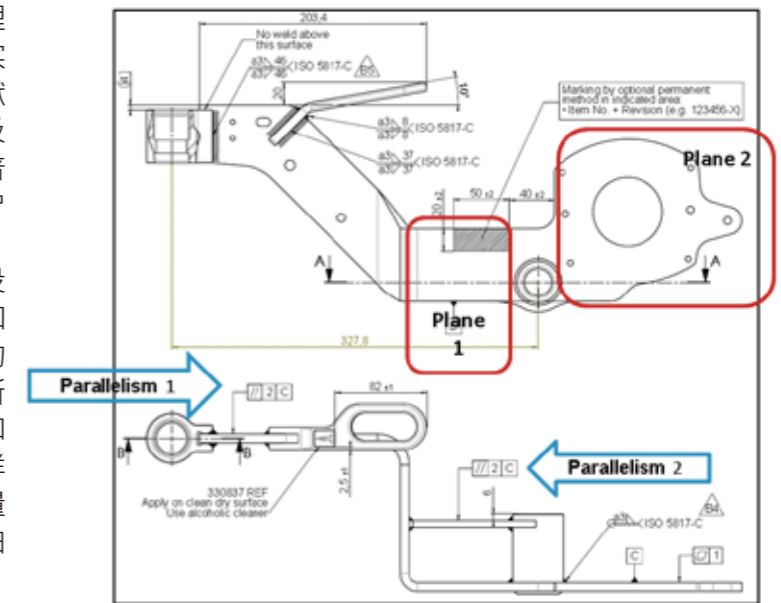 203,4
No weld above
this surface
46
46
ISO 5817-C
B5
20
10°
a3 8
a3 8
ISO 5817-C
a3 37
a3 37
ISO 5817-C
Marking by optional permanent
method in indicated area:
• Item No. + Revision (e.g. 123456-X)
Plane 2
50 ±2
40 ±2
20 ±2
A
A
Plane
1
327,8
Parallelism 1
// 2 C
82 ±1
B
B
2,5 ±1
330837 REF
Apply on clean dry surface
Use alcoholic cleaner
// 2 C
Parallelism 2
6
B4
ISO 5817-C
C
1